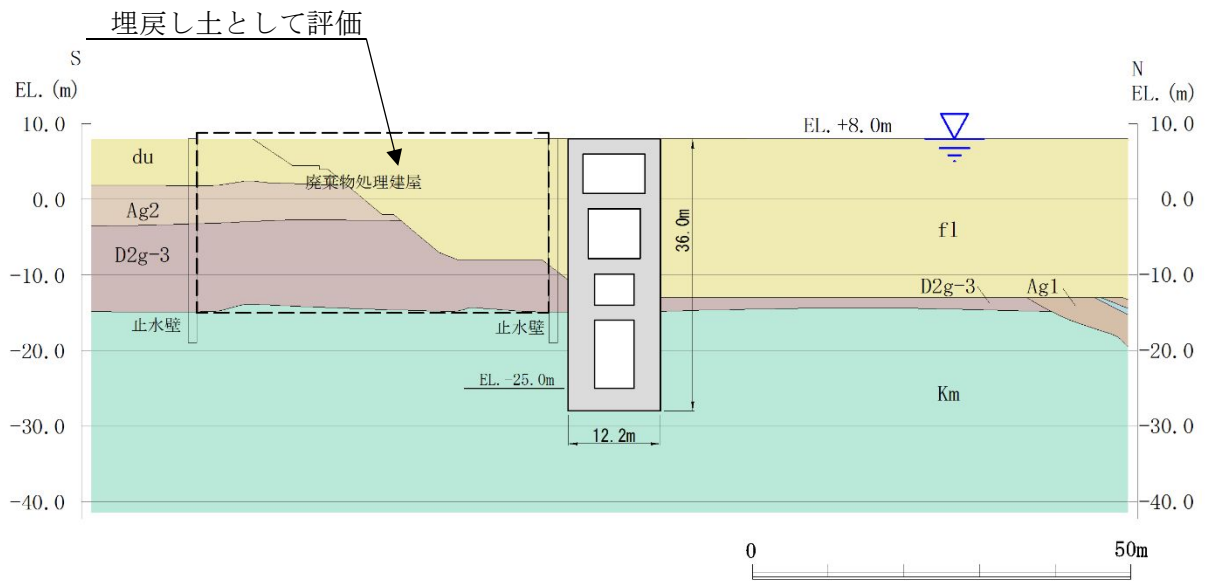 埋戻し土として評価
S
EL. (m)
N
EL. (m)
10.0
0.0
-10.0
-20.0
-30.0
-40.0
10.0
0.0
-10.0
-20.0
-30.0
-40.0
EL. +8.0m
du
廃棄物処理建屋
Ag2
D2g-3
36.0m
fl
D2g-3
Ag1
止水壁
止水壁
EL.-25.0m
Km
12.2m
0
50m